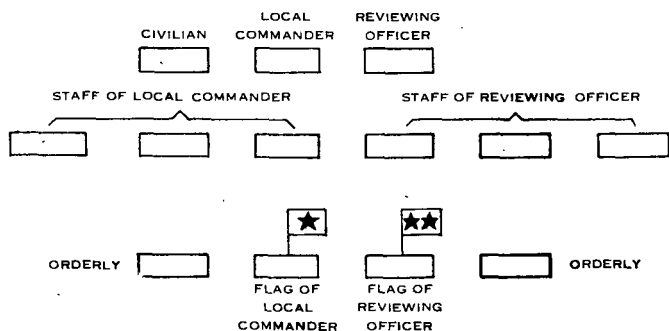 CIVILIAN
LOCAL
COMMANDER
REVIEWING
OFFICER
STAFF OF LOCAL COMMANDER
STAFF OF REVIEWING OFFICER
ORDERLY
ORDERLY
FLAG OF
LOCAL
COMMANDER
FLAG OF
REVIEWING
OFFICER